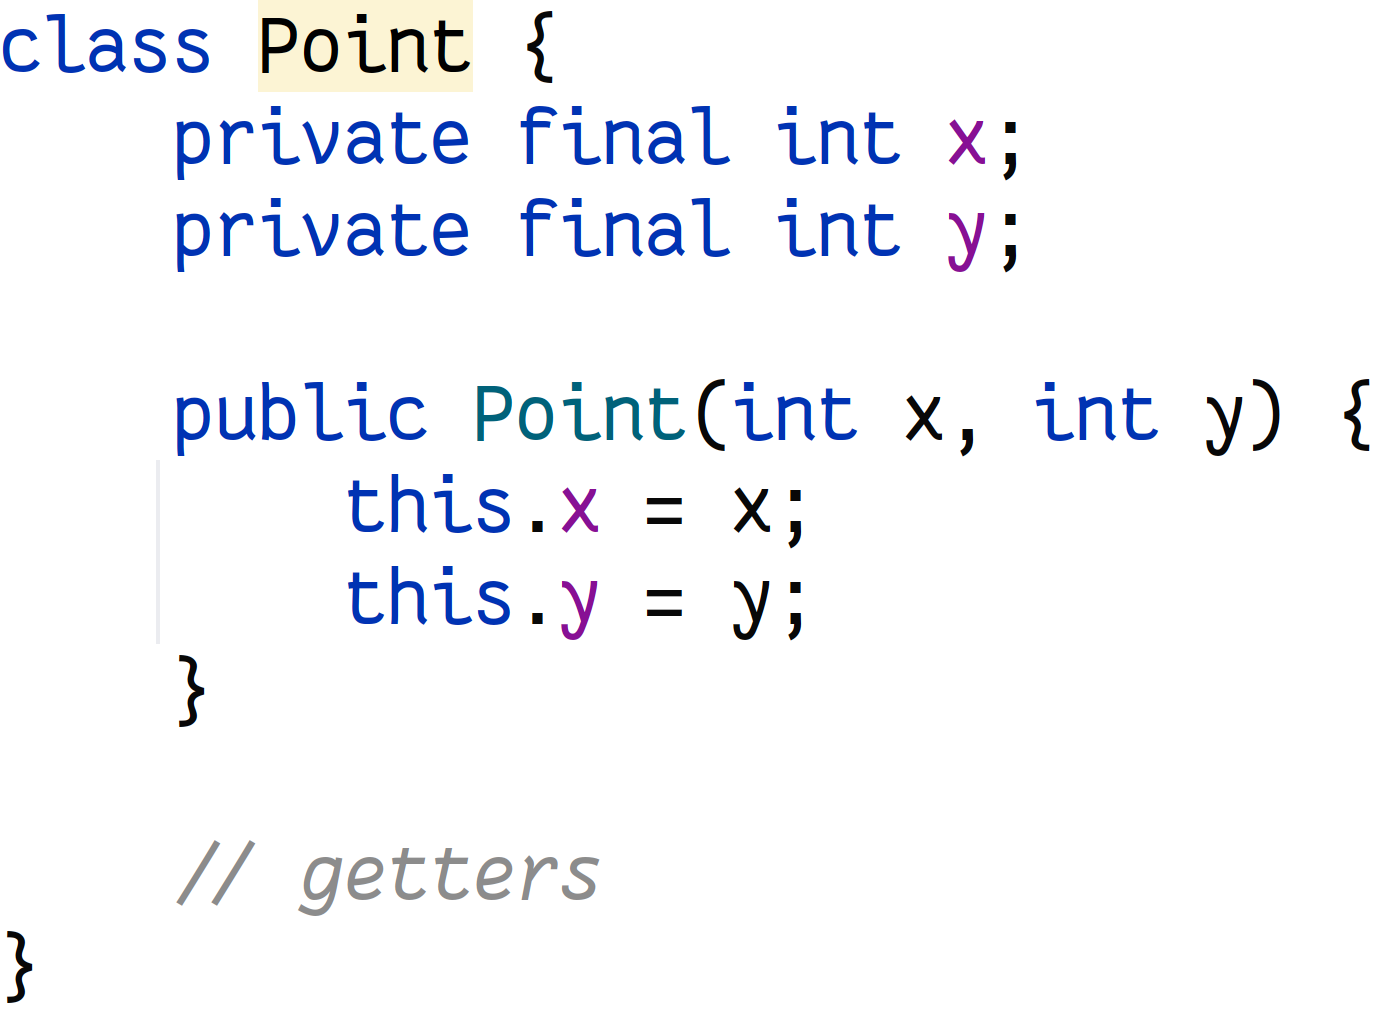 class Point {
    private final int x;
    private final int y;

    public Point(int x, int y) {
        this.x = x;
        this.y = y;
    }

    // getters
}